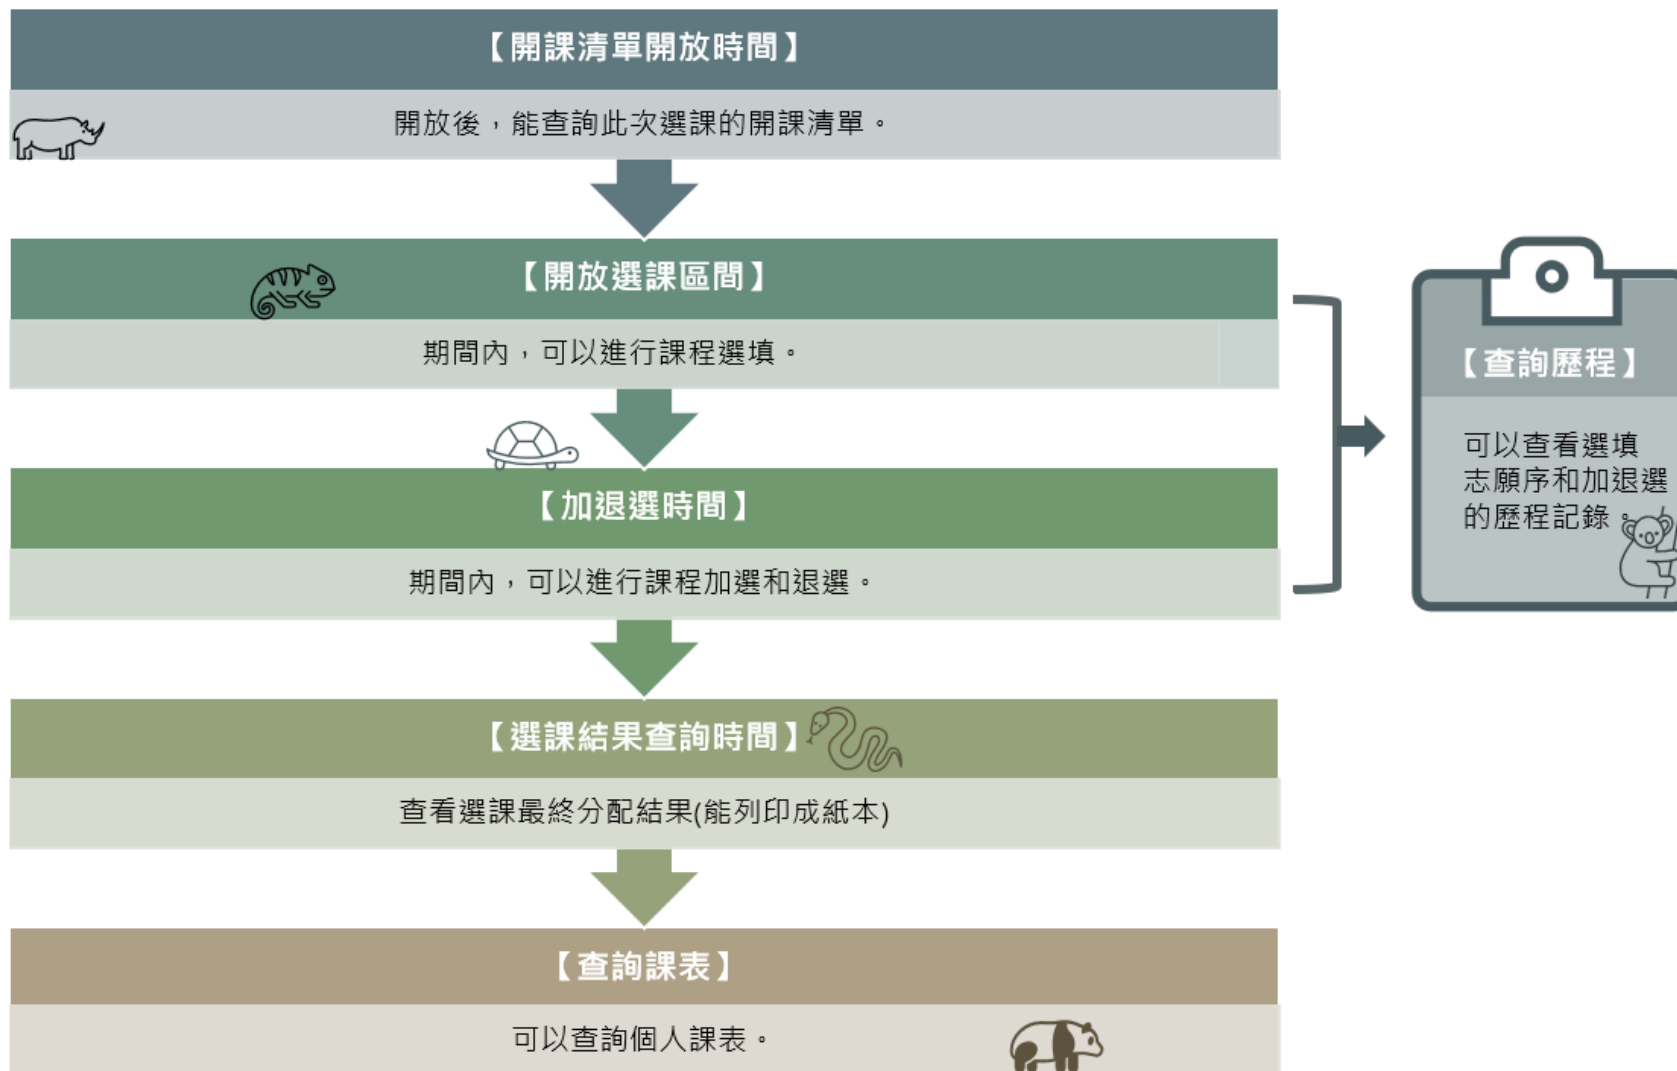 【開課清單開放時間】
開放後，能查詢此次選課的開課清單。
【開放選課區間】
期間內，可以進行課程選填。
【加退選時間】
期間內，可以進行課程加選和退選。
【查詢歷程】
可以查看選填
志願序和加退選
的歷程記錄。
【選課結果查詢時間】
查看選課最終分配結果(能列印成紙本)
【查詢課表】
可以查詢個人課表。